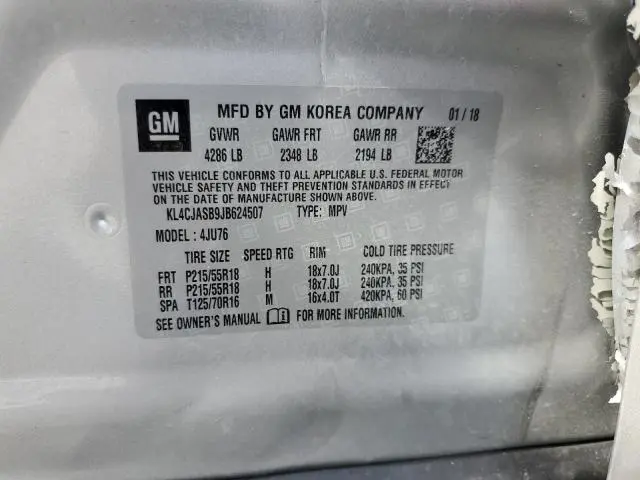 GM MFD BY GM KOREA COMPANY 01 / 18
GVWR GAWR FRT GAWR RR
4286 LB 2348 LB 2194 LB
THIS VEHICLE CONFORMS TO ALL APPLICABLE U.S. FEDERAL MOTOR
VEHICLE SAFETY AND THEFT PREVENTION STANDARDS IN EFFECT
ON THE DATE OF MANUFACTURE SHOWN ABOVE.
KL4CJASB9JB624507 TYPE: MPV
MODEL : 4JU76
TIRE SIZE SPEED RTG RIM COLD TIRE PRESSURE
FRT P215/55R18 H 18x7.0J 240KPA, 35 PSI
RR P215/55R18 H 18x7.0J 240KPA, 35 PSI
SPA T125/70R16 M 16x4.0T 420KPA, 60 PSI
SEE OWNER'S MANUAL FOR MORE INFORMATION.